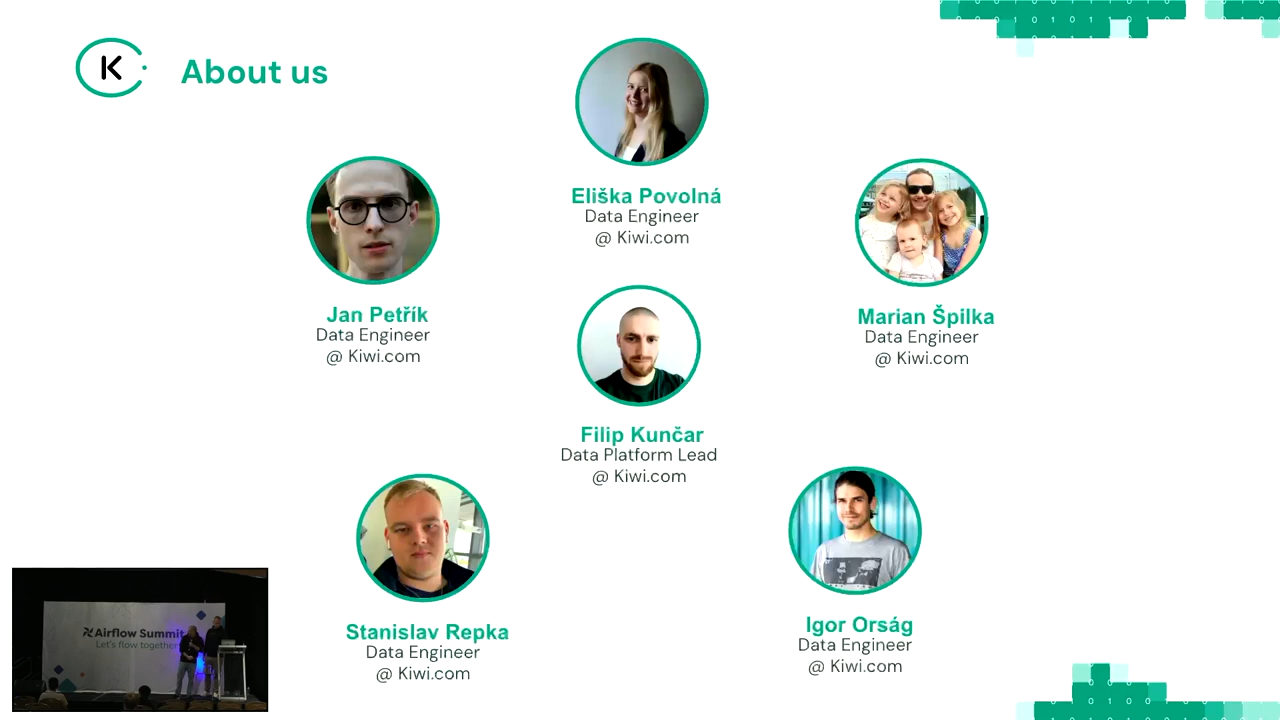 K
About us
Eliška Povolná
Data Engineer
@ Kiwi.com
Jan Petřík
Data Engineer
@ Kiwi.com
Marian Špilka
Data Engineer
@ Kiwi.com
Filip Kunčar
Data Platform Lead
@ Kiwi.com
Stanislav Repka
Data Engineer
@ Kiwi.com
Igor Orság
Data Engineer
@ Kiwi.com
Airflow Summit
Let's flow together